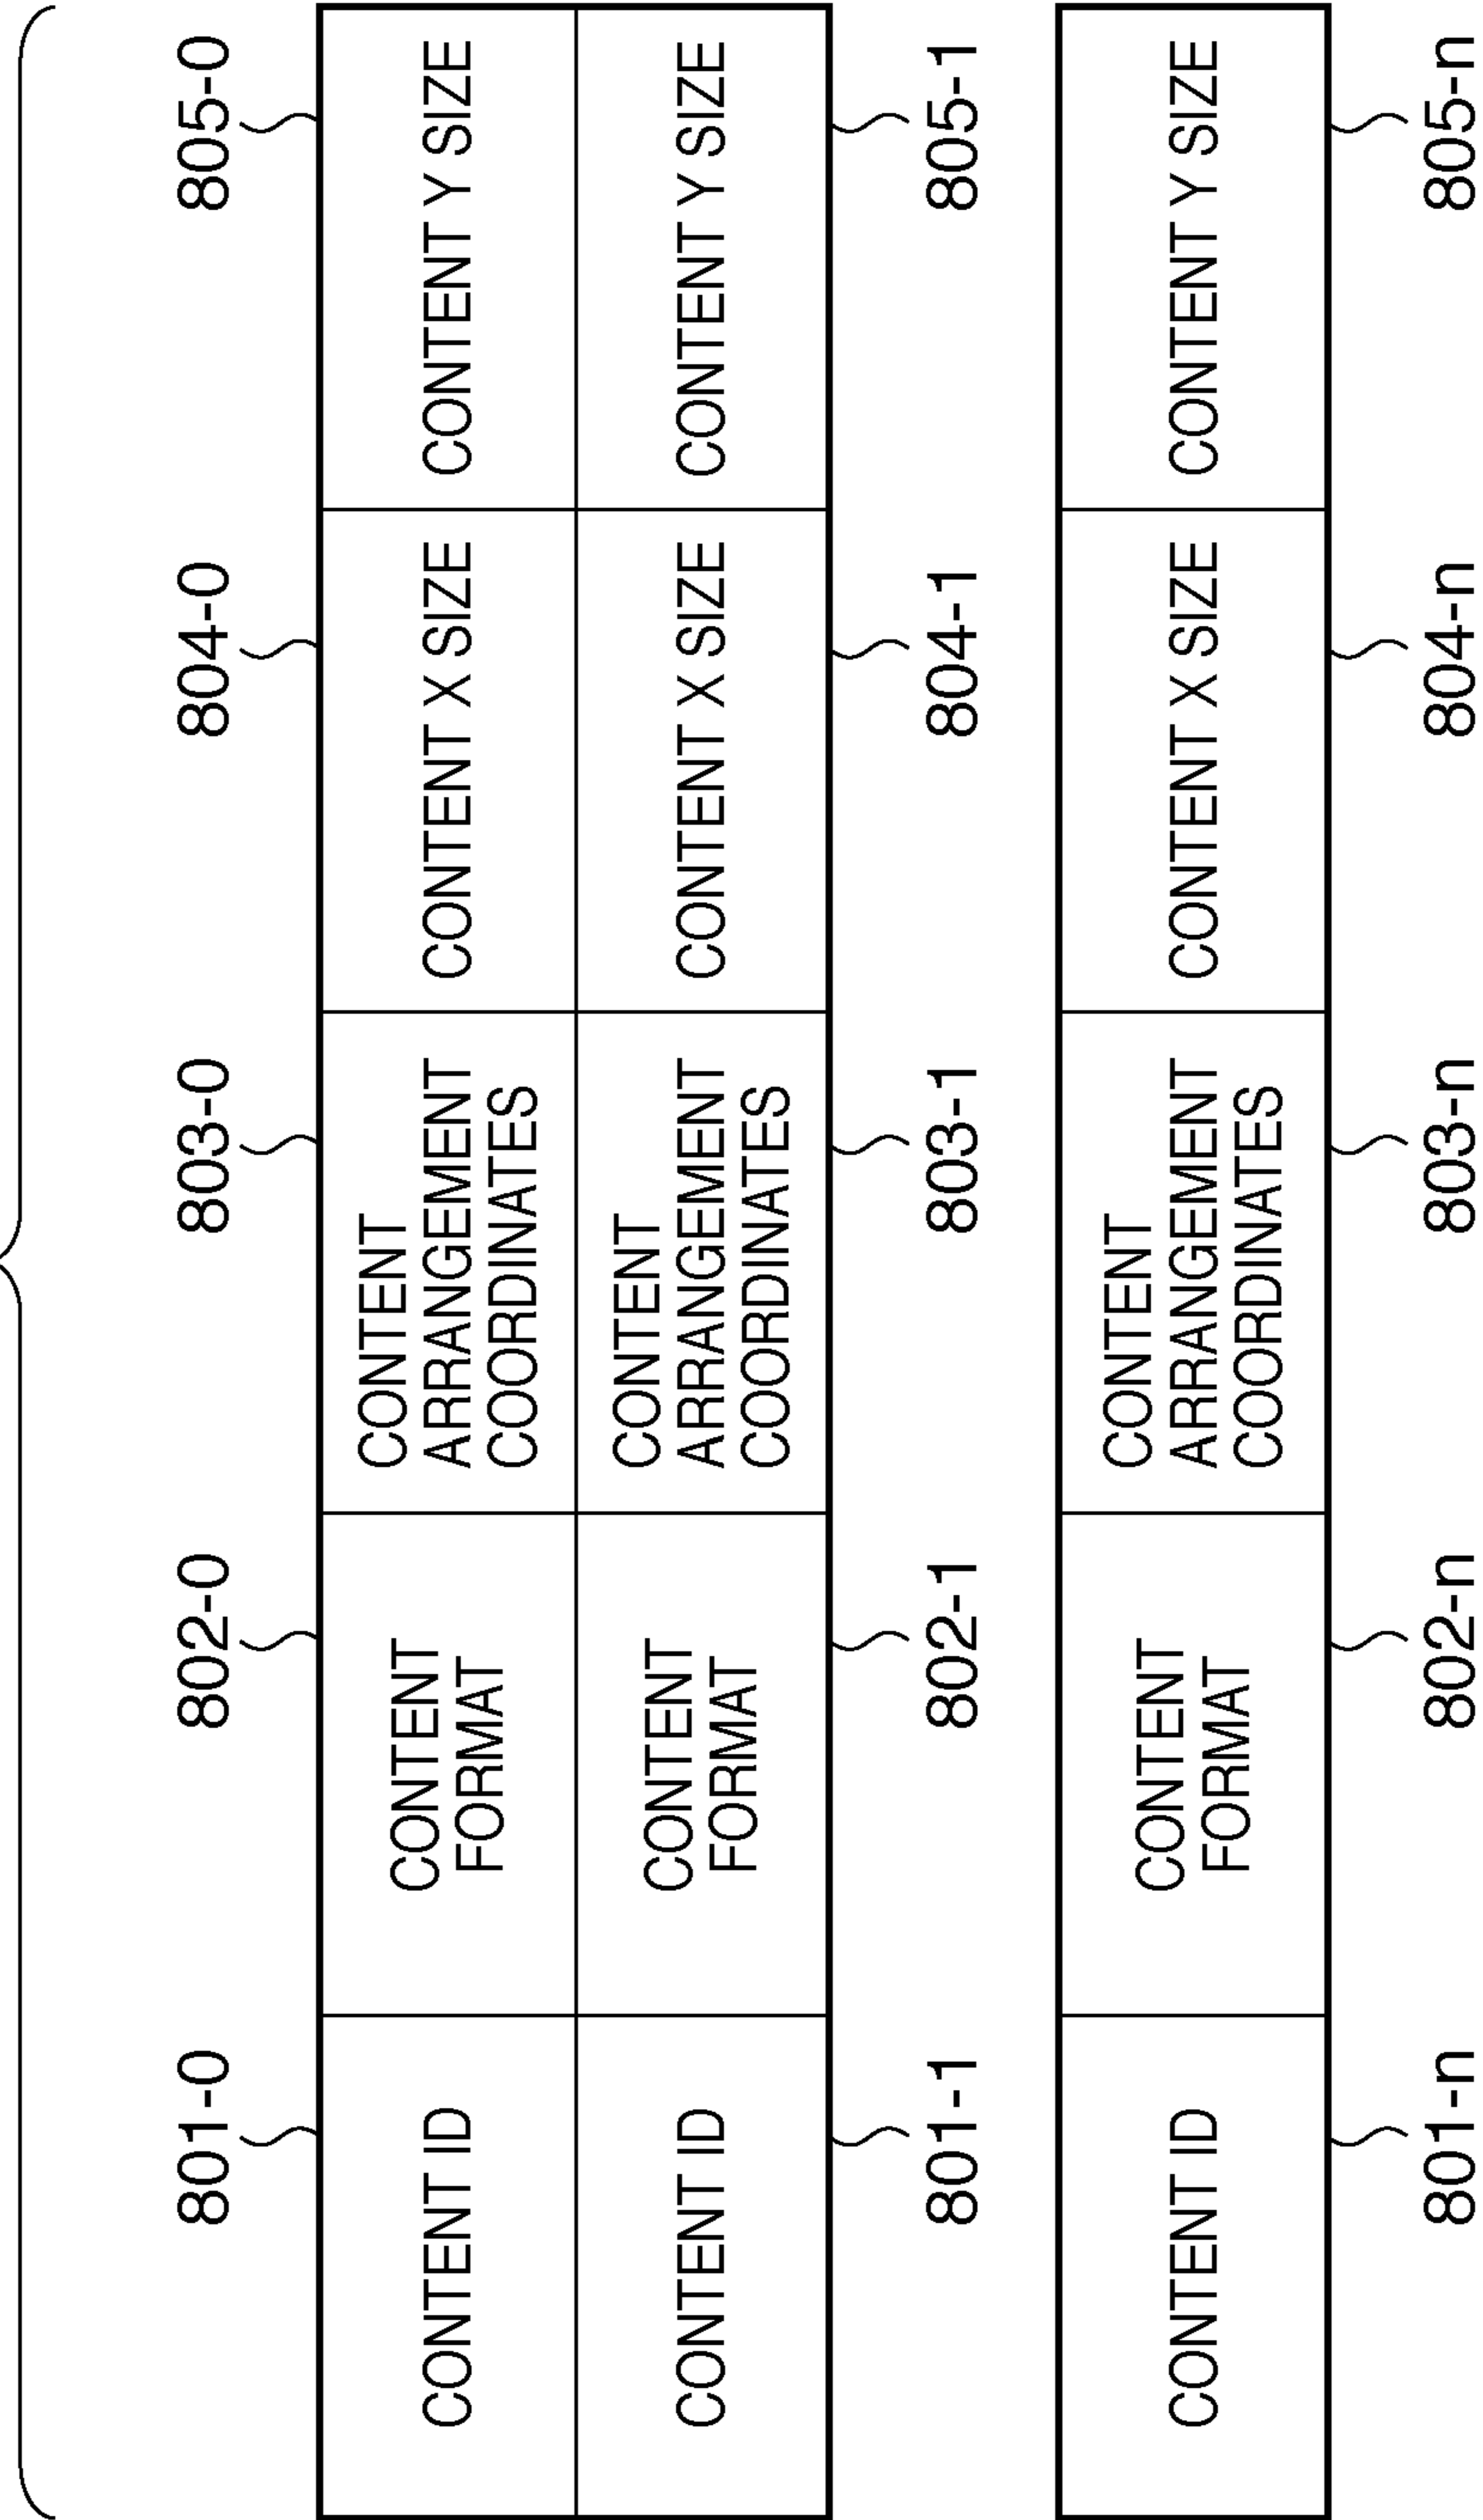 801-0 802-0 803-0 804-0 805-0
CONTENT ID
CONTENT
FORMAT
CONTENT
ARRANGEMENT
COORDINATES
CONTENT X SIZE
CONTENT Y SIZE
CONTENT ID
CONTENT
FORMAT
CONTENT
ARRANGEMENT
COORDINATES
CONTENT X SIZE
CONTENT Y SIZE
801-1 802-1 803-1 804-1 805-1
CONTENT ID
CONTENT
FORMAT
CONTENT
ARRANGEMENT
COORDINATES
CONTENT X SIZE
CONTENT Y SIZE
801-n 802-n 803-n 804-n 805-n